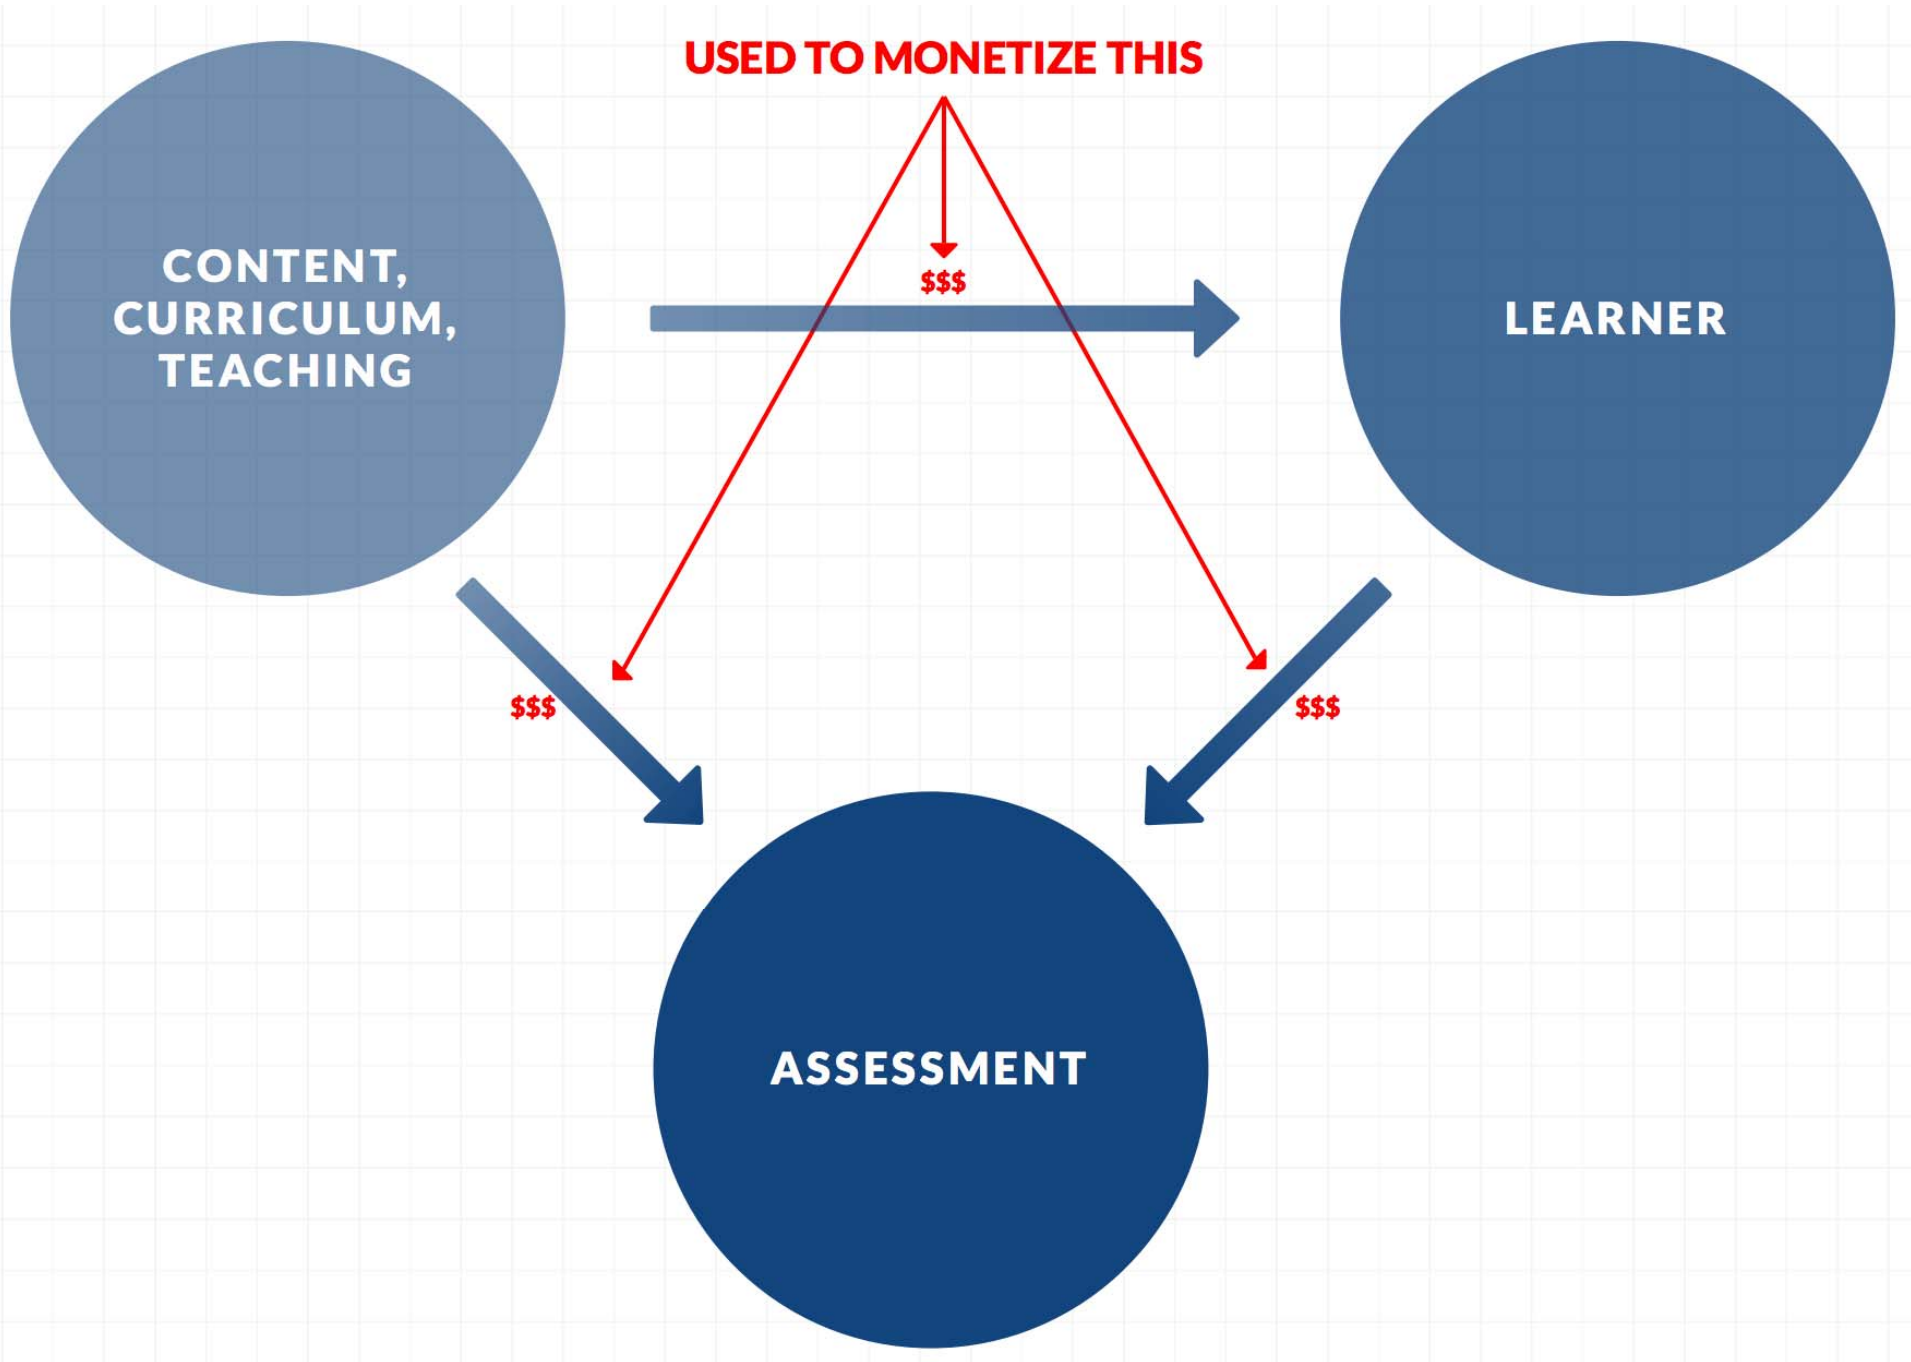 USED TO MONETIZE THIS
CONTENT,
CURRICULUM,
TEACHING
$$$
LEARNER
$$$
$$$
ASSESSMENT